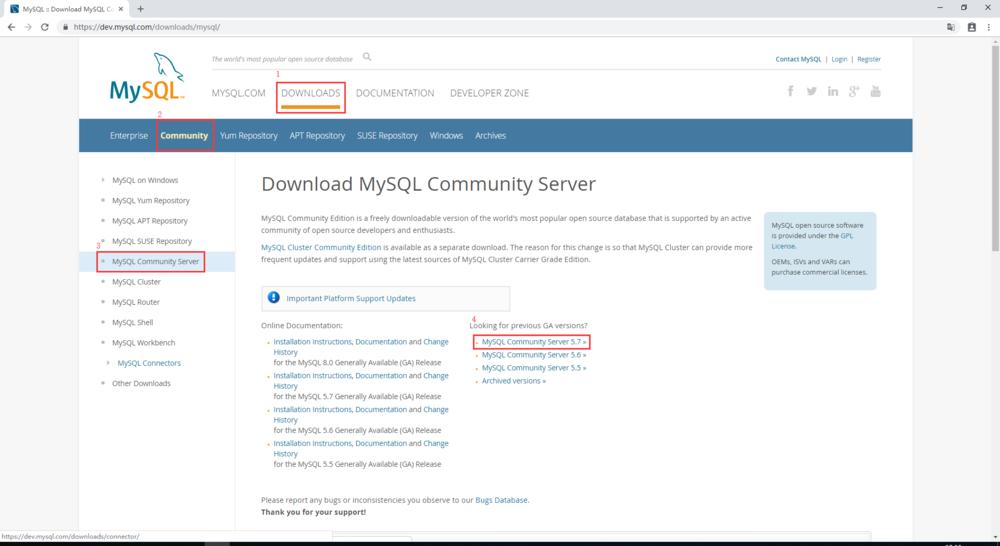 MySQL :: Download MySQL C
https://dev.mysql.com/downloads/mysql/
MySQL
The world's most popular open source database
Contact MySQL | Login | Register
1
MYSQL.COM DOWNLOADS DOCUMENTATION DEVELOPER ZONE
2
Enterprise Community Yum Repository APT Repository SUSE Repository Windows Archives
MySQL on Windows
MySQL Yum Repository
MySQL APT Repository
MySQL SUSE Repository
3
MySQL Community Server
MySQL Cluster
MySQL Router
MySQL Shell
MySQL Workbench
MySQL Connectors
Other Downloads
Download MySQL Community Server
MySQL Community Edition is a freely downloadable version of the world's most popular open source database that is supported by an active
community of open source developers and enthusiasts.
MySQL Cluster Community Edition is available as a separate download. The reason for this change is so that MySQL Cluster can provide more
frequent updates and support using the latest sources of MySQL Cluster Carrier Grade Edition.
MySQL open source software
is provided under the GPL
License.
OEMs, ISVs and VARs can
purchase commercial licenses.
Important Platform Support Updates
Online Documentation:
Installation Instructions, Documentation and Change
History
for the MySQL 8.0 Generally Available (GA) Release
Installation Instructions, Documentation and Change
History
for the MySQL 5.7 Generally Available (GA) Release
Installation Instructions, Documentation and Change
History
for the MySQL 5.6 Generally Available (GA) Release
Installation Instructions, Documentation and Change
History
for the MySQL 5.5 Generally Available (GA) Release
4
Looking for previous GA versions?
MySQL Community Server 5.7 »
MySQL Community Server 5.6 »
MySQL Community Server 5.5 »
Archived versions »
Please report any bugs or inconsistencies you observe to our Bugs Database.
Thank you for your support!
https://dev.mysql.com/downloads/connector/